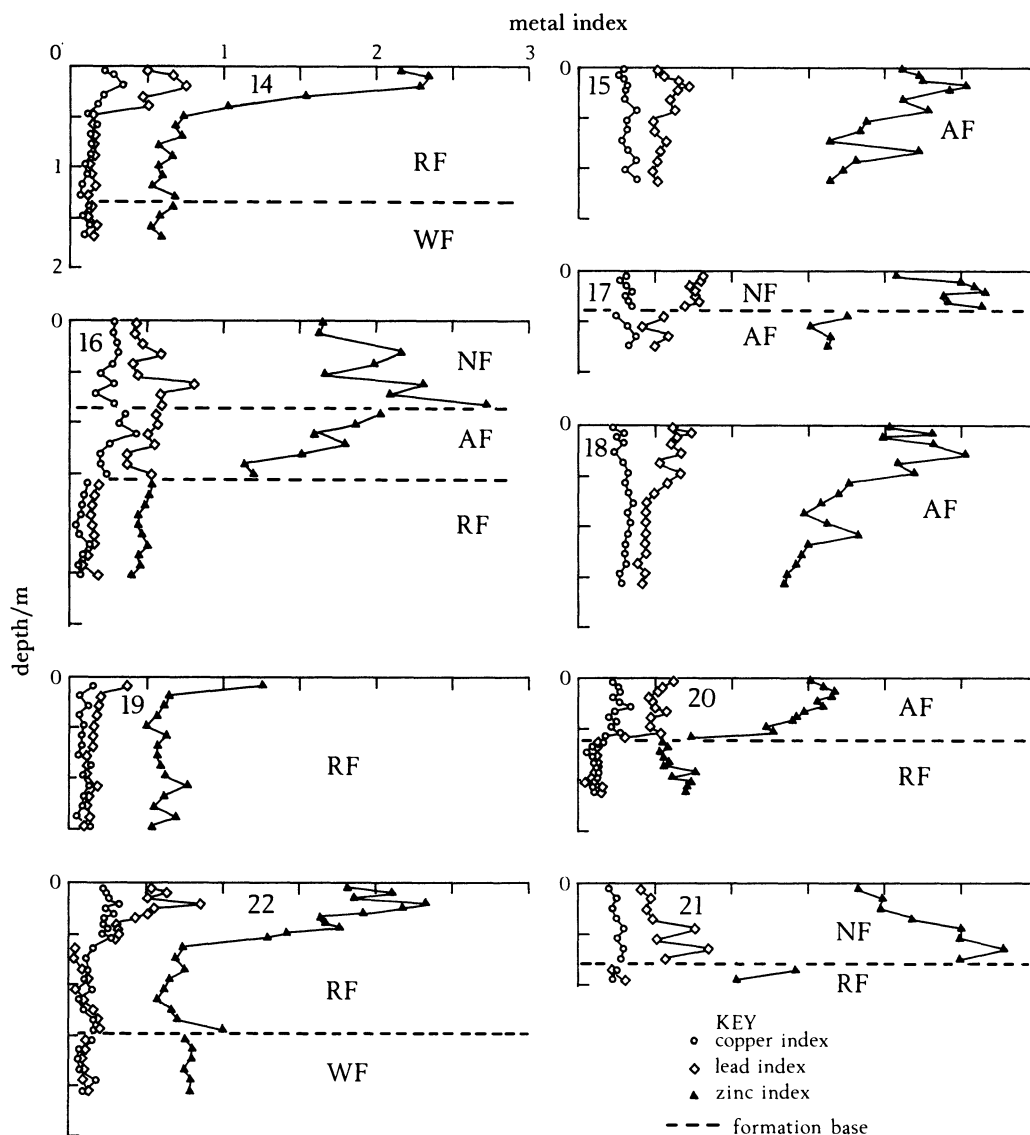 metal index
0 1 2 3
14
RF
1
WF
2
0
15
AF
0
17
NF
AF
0
16
NF
AF
RF
0
18
AF
depth/m
0
19
RF
0
20
AF
RF
0
22
RF
WF
0
21
NF
RF
KEY
copper index
lead index
zinc index
formation base